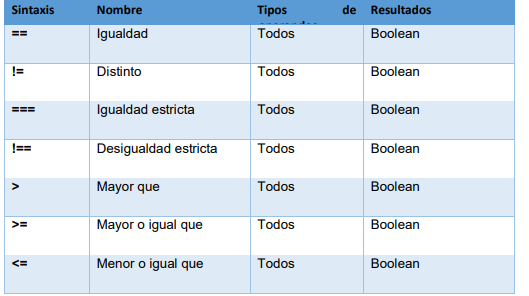 Sintaxis Nombre Tipos de Resultados
== Igualdad Todos Boolean
!= Distinto Todos Boolean
=== Igualdad estricta Todos Boolean
!== Desigualdad estricta Todos Boolean
> Mayor que Todos Boolean
>= Mayor o igual que Todos Boolean
<= Menor o igual que Todos Boolean